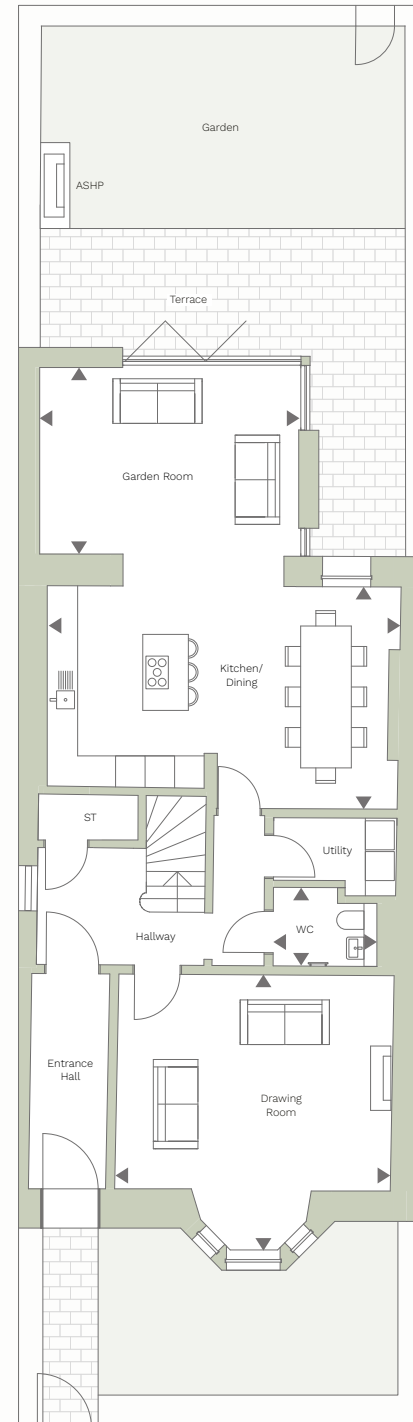 Garden
ASHP
Terrace
Garden Room
Kitchen/
Dining
ST
Utility
WC
Hallway
Entrance
Hall
Drawing
Room